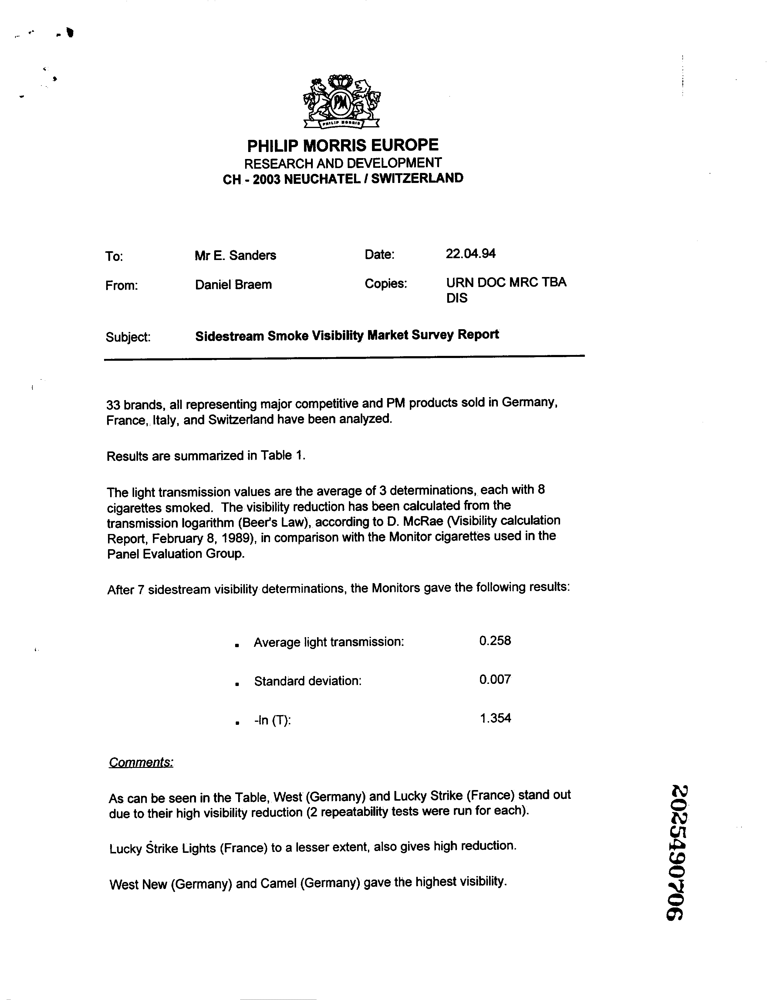 PM
PHILIP MORRIS
PHILIP MORRIS EUROPE
RESEARCH AND DEVELOPMENT
CH - 2003 NEUCHATEL / SWITZERLAND
To: Mr E. Sanders Date: 22.04.94
From: Daniel Braem Copies: URN DOC MRC TBA
DIS
Subject: Sidestream Smoke Visibility Market Survey Report
33 brands, all representing major competitive and PM products sold in Germany,
France, Italy, and Switzerland have been analyzed.
Results are summarized in Table 1.
The light transmission values are the average of 3 determinations, each with 8
cigarettes smoked. The visibility reduction has been calculated from the
transmission logarithm (Beer's Law), according to D. McRae (Visibility calculation
Report, February 8, 1989), in comparison with the Monitor cigarettes used in the
Panel Evaluation Group.
After 7 sidestream visibility determinations, the Monitors gave the following results:
▪ Average light transmission: 0.258
▪ Standard deviation: 0.007
▪ -ln (T): 1.354
Comments:
As can be seen in the Table, West (Germany) and Lucky Strike (France) stand out
due to their high visibility reduction (2 repeatability tests were run for each).
Lucky Strike Lights (France) to a lesser extent, also gives high reduction.
West New (Germany) and Camel (Germany) gave the highest visibility.
2025490706